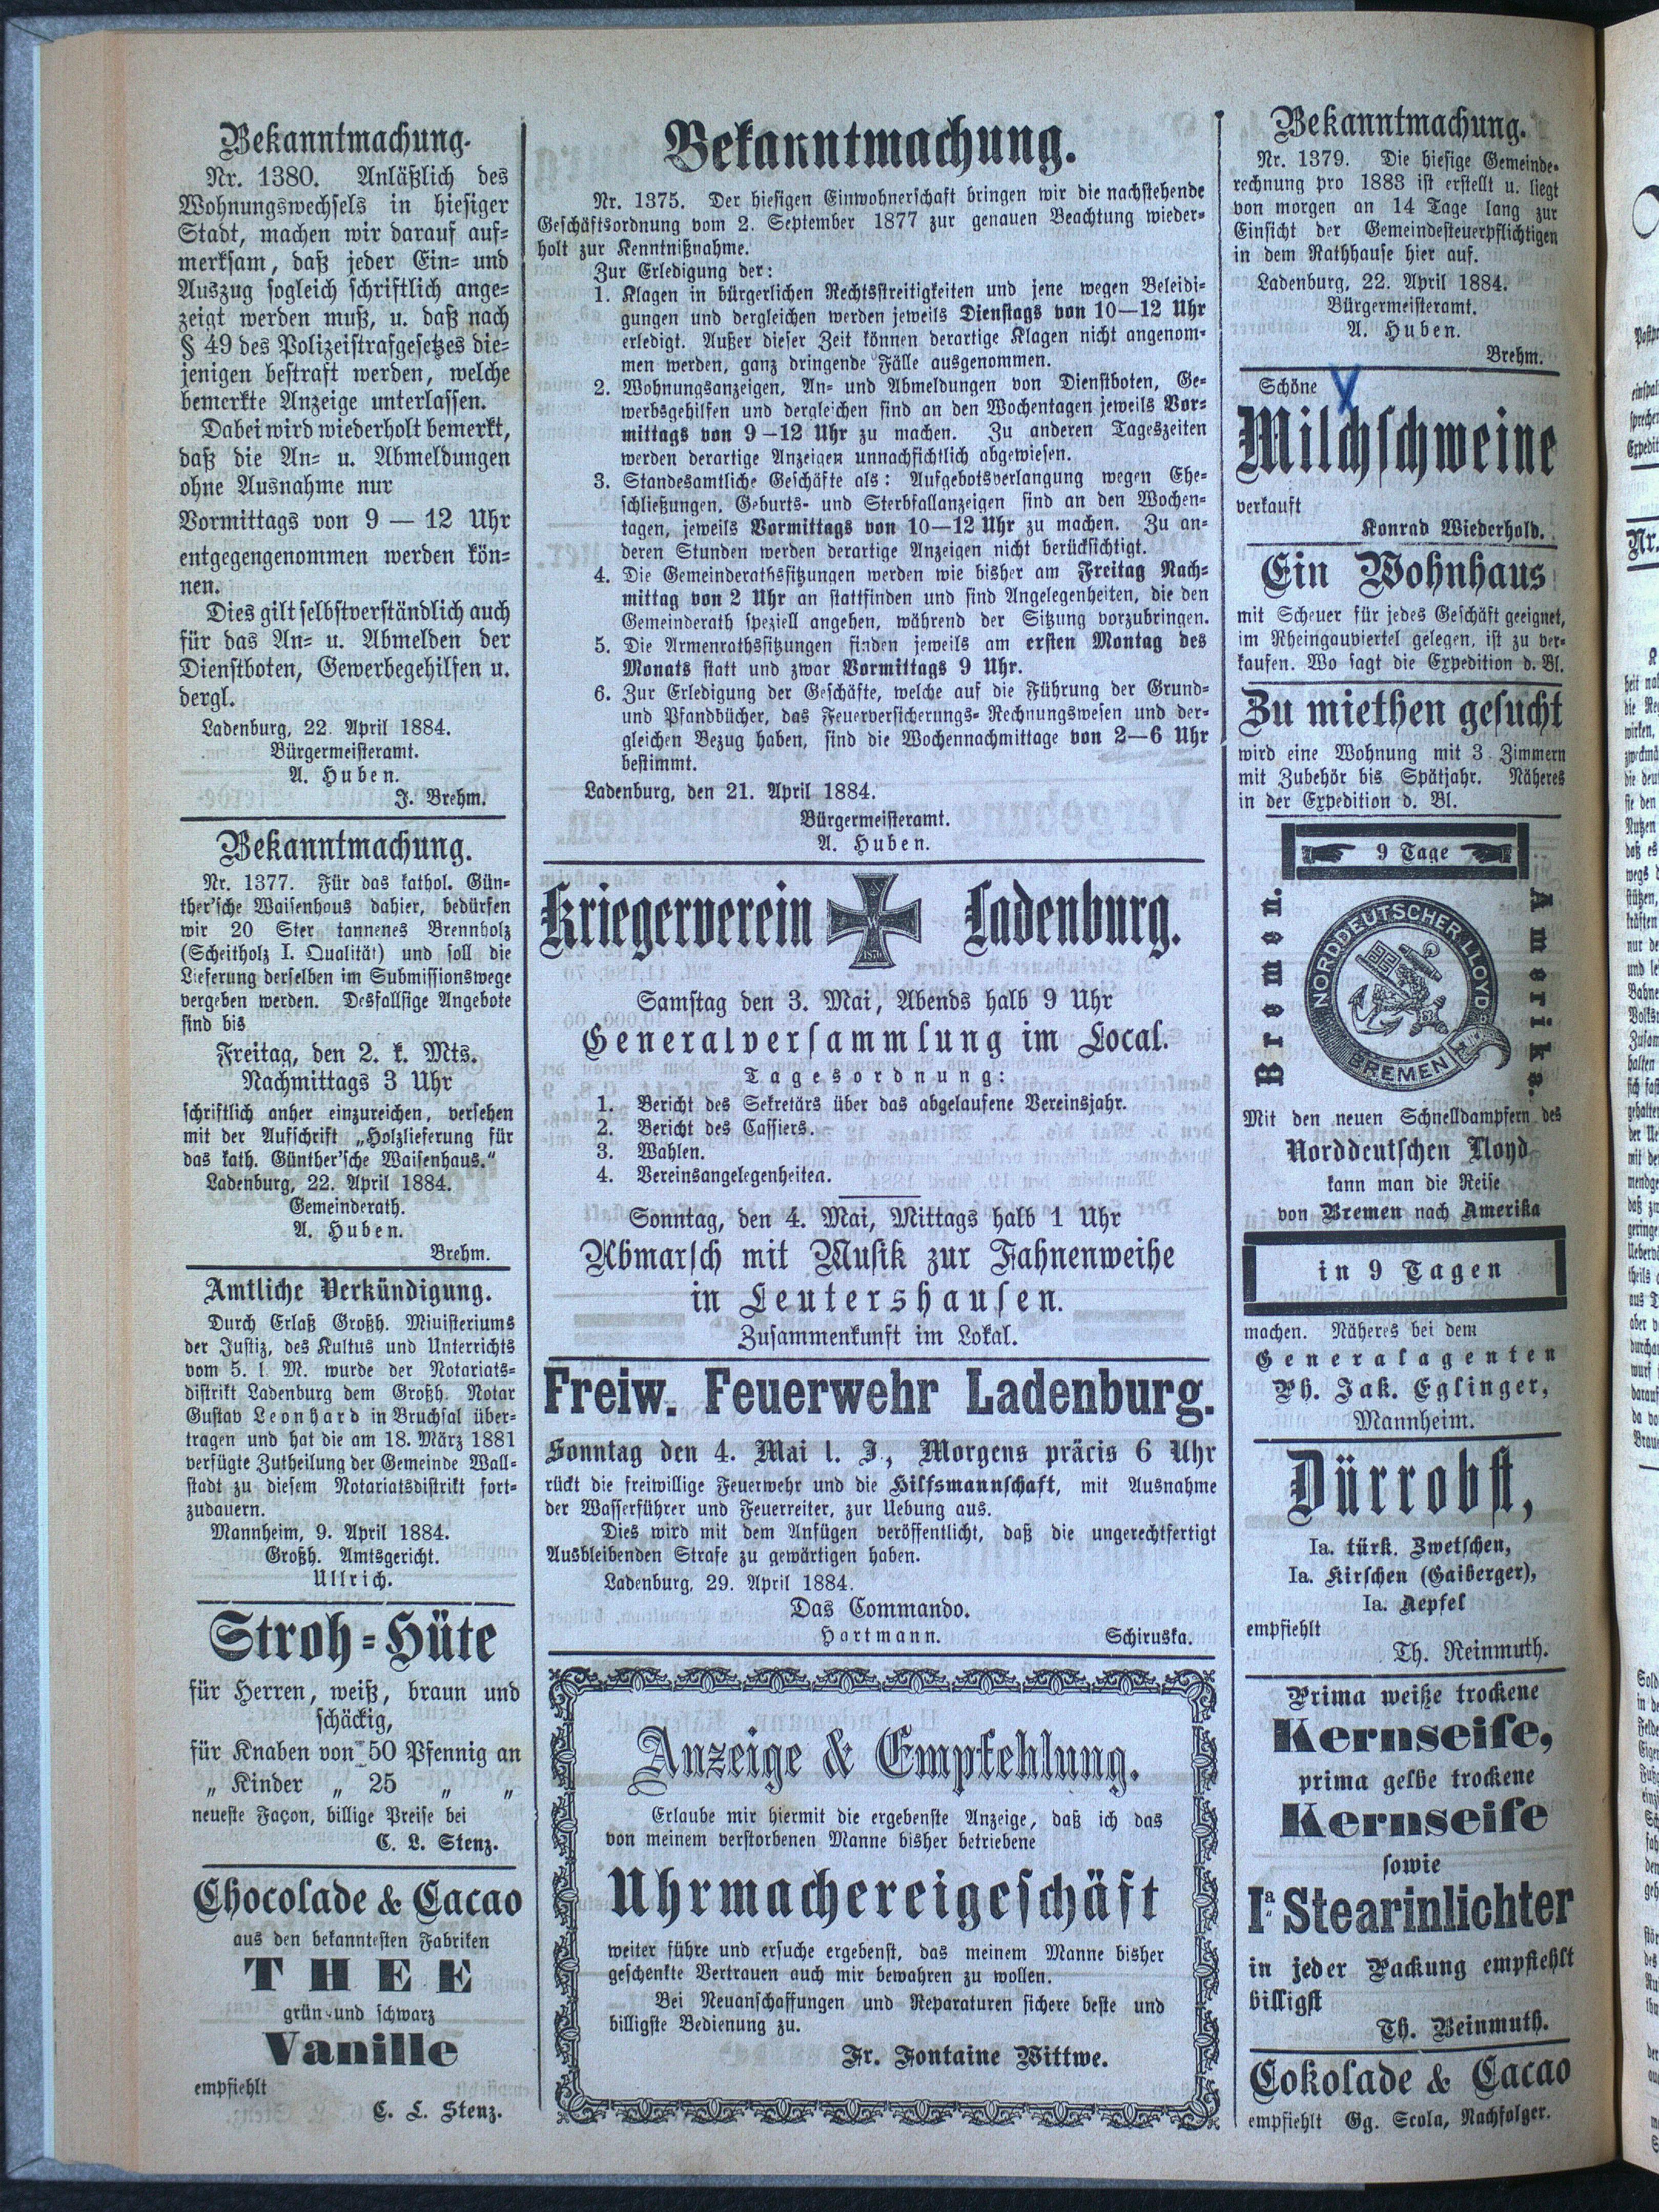 Bekanntmachung.
Nr. 1380. Anläßlich des
Wohnungswechsels in hiesiger
Stadt, machen wir darauf auf-
merksam, daß jeder Ein- und
Auszug sogleich schriftlich ange-
zeigt werden muß, u. daß nach
§ 49 des Polizeistrafgesetzes die-
jenigen bestraft werden, welche
bemerkte Anzeige unterlassen.
Dabei wird wiederholt bemerkt,
daß die An- u. Abmeldungen
ohne Ausnahme nur
Vormittags von 9 — 12 Uhr
entgegengenommen werden kön-
nen.
Dies gilt selbstverständlich auch
für das An- u. Abmelden der
Dienstboten, Gewerbegehilfen u.
dergl.
Ladenburg, 22. April 1884.
Bürgermeisteramt.
A. Huben.
J. Brehm.
Bekanntmachung.
Nr. 1377. Für das kathol. Gün-
ther'sche Waisenhous dahier, bedürfen
wir 20 Ster tannenes Brennholz
(Scheitholz I. Qualität) und soll die
Lieferung derselben im Submissionswege
vergeben werden. Desfallsige Angebote
sind bis
Freitag, den 2. k. Mts.
Nachmittags 3 Uhr
schriftlich anher einzureichen, versehen
mit der Aufschrift „Holzlieferung für
das kath. Günther'sche Waisenhaus.“
Ladenburg, 22. April 1884.
Gemeinderath.
A. Huben.
Brehm.
Amtliche Verkündigung.
Durch Erlaß Großh. Miuisteriums
der Justiz, des Kultus und Unterrichts
vom 5. l. M. wurde der Notariats-
distrikt Ladenburg dem Großh. Notar
Gustav Leonhard in Bruchsal über-
tragen und hat die am 18. März 1881
verfügte Zutheilung der Gemeinde Wall-
stadt zu diesem Notariatsdistrikt fort-
zudauern.
Mannheim, 9. April 1884.
Großh. Amtsgericht.
Ullrich.
Stroh-Hüte
für Herren, weiß, braun und
schäckig,
für Knaben von 50 Pfennig an
„ Kinder „ 25 „ „
neueste Façon, billige Preise bei
C. L. Stenz.
Chocolade & Cacao
aus den bekanntesten Fabriken
THEE
grün und schwarz
Vanille
empfiehlt
C. L. Stenz.
Bekanntmachung.
Nr. 1375. Der hiesigen Einwohnerschaft bringen wir die nachstehende
Geschäftsordnung vom 2. September 1877 zur genauen Beachtung wieder-
holt zur Kenntnißnahme.
Zur Erledigung der:
1. Klagen in bürgerlichen Rechtsstreitigkeiten und jene wegen Beleidi-
gungen und dergleichen werden jeweils Dienstags von 10—12 Uhr
erledigt. Außer dieser Zeit können derartige Klagen nicht angenom-
men werden, ganz dringende Fälle ausgenommen.
2. Wohnungsanzeigen, An- und Abmeldungen von Dienstboten, Ge-
werbsgehilfen und dergleichen sind an den Wochentagen jeweils Vor-
mittags von 9—12 Uhr zu machen. Zu anderen Tageszeiten
werden derartige Anzeigen unnachsichtlich abgewiesen.
3. Standesamtliche Geschäfte als: Aufgebotsverlangung wegen Ehe-
schließungen, Geburts- und Sterbfallanzeigen sind an den Wochen-
tagen, jeweils Vormittags von 10—12 Uhr zu machen. Zu an-
deren Stunden werden derartige Anzeigen nicht berücksichtigt.
4. Die Gemeinderathssitzungen werden wie bisher am Freitag Nach-
mittag von 2 Uhr an stattfinden und sind Angelegenheiten, die den
Gemeinderath speziell angehen, während der Sitzung vorzubringen.
5. Die Armenrathssitzungen finden jeweils am ersten Montag des
Monats statt und zwar Vormittags 9 Uhr.
6. Zur Erledigung der Geschäfte, welche auf die Führung der Grund-
und Pfandbücher, das Feuerversicherungs- Rechnungswesen und der-
gleichen Bezug haben, sind die Wochennachmittage von 2—6 Uhr
bestimmt.
Ladenburg, den 21. April 1884.
Bürgermeisteramt.
A. Huben.
Kriegerverein Ladenburg.
W
1870
Samstag den 3. Mai, Abends halb 9 Uhr
Generalversammlung im Local.
Tagesordnung:
1. Bericht des Sekretärs über das abgelaufene Vereinsjahr.
2. Bericht des Cassiers.
3. Wahlen.
4. Vereinsangelegenheiten.
Sonntag, den 4. Mai, Mittags halb 1 Uhr
Abmarsch mit Musik zur Fahnenweihe
in Leutershausen.
Zusammenkunft im Lokal.
Freiw. Feuerwehr Ladenburg.
Sonntag den 4. Mai l. J., Morgens präcis 6 Uhr
rückt die freiwillige Feuerwehr und die Hilfsmannschaft, mit Ausnahme
der Wasserführer und Feuerreiter, zur Uebung aus.
Dies wird mit dem Anfügen veröffentlicht, daß die ungerechtfertigt
Ausbleibenden Strafe zu gewärtigen haben.
Ladenburg, 29. April 1884.
Das Commando.
Hartmann. Schiruska.
Anzeige & Empfehlung.
Erlaube mir hiermit die ergebenste Anzeige, daß ich das
von meinem verstorbenen Manne bisher betriebene
Uhrmachereigeschäft
weiter führe und ersuche ergebenst, das meinem Manne bisher
geschenkte Vertrauen auch mir bewahren zu wollen.
Bei Neuanschaffungen und Reparaturen sichere beste und
billigste Bedienung zu.
Fr. Fontaine Wittwe.
Bekanntmachung.
Nr. 1379. Die hiesige Gemeinde-
rechnung pro 1883 ist erstellt u. liegt
von morgen an 14 Tage lang zur
Einsicht der Gemeindesteuerpflichtigen
in dem Rathhause hier auf.
Ladenburg, 22. April 1884.
Bürgermeisteramt.
A. Huben.
Brehm.
Schöne
Milchschweine
verkauft
Konrad Wiederhold.
Ein Wohnhaus
mit Scheuer für jedes Geschäft geeignet,
im Rheingauviertel gelegen, ist zu ver-
kaufen. Wo sagt die Expedition d. Bl.
Zu miethen gesucht
wird eine Wohnung mit 3 Zimmern
mit Zubehör bis Spätjahr. Näheres
in der Expedition d. Bl.
9 Tage
Bremen.
NORDDEUTSCHER LLOYD
BREMEN
Amerika.
Mit den neuen Schnelldampfern des
Norddeutschen Lloyd
kann man die Reise
von Bremen nach Amerika
in 9 Tagen
machen. Näheres bei dem
Generalagenten
Ph. Jak. Eglinger,
Mannheim.
Dürrobst,
Ia. türk. Zwetschen,
Ia. Kirschen (Gaiberger),
Ia. Aepfel
empfiehlt
Th. Reinmuth.
Prima weiße trockene
Kernseife,
prima gelbe trockene
Kernseife
sowie
Ia. Stearinlichter
in jeder Packung empfiehlt
billigst
Th. Reinmuth.
Cokolade & Cacao
empfiehlt Gg. Scola, Nachfolger.